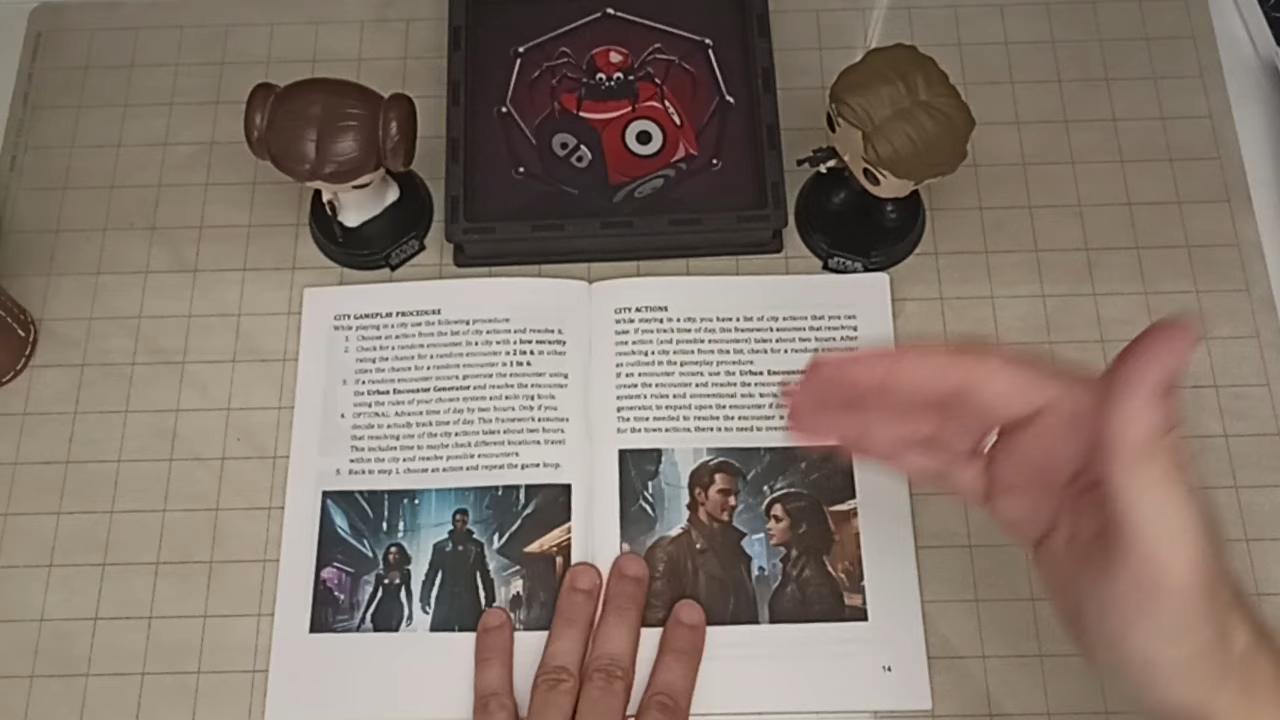 CITY GAMEPLAY PROCEDURE
While playing in a city use the following procedure:
1. Choose an action from the list of city actions and resolve it.
2. Check for a random encounter. In a city with a low security
rating the chance for a random encounter is 2 in 6, in other
cities the chance for a random encounter is 1 in 6.
3. If a random encounter occurs, generate the encounter using
the Urban Encounter Generator and resolve the encounter
using the rules of your chosen system and solo rpg tools.
4. OPTIONAL: Advance time of day by two hours. Only if you
decide to actually track time of day. This framework assumes
that resolving one of the city actions takes about two hours.
This includes time to maybe check different locations, travel
within the city and resolve possible encounters.
5. Back to step 1, choose an action and repeat the game loop.
CITY ACTIONS
While staying in a city, you have a list of city actions that you can
take. If you track time of day, this framework assumes that resolving
one action (and possible encounters) takes about two hours. After
resolving a city action from this list, check for a random encounter
as outlined in the gameplay procedure.
If an encounter occurs, use the Urban Encounter
create the encounter and resolve the encounter
system's rules and conventional solo tools.
generator, to expand upon the encounter if
The time needed to resolve the encounter is
for the town actions, there is no need to
14
STAR
WARS
STAR
WARS